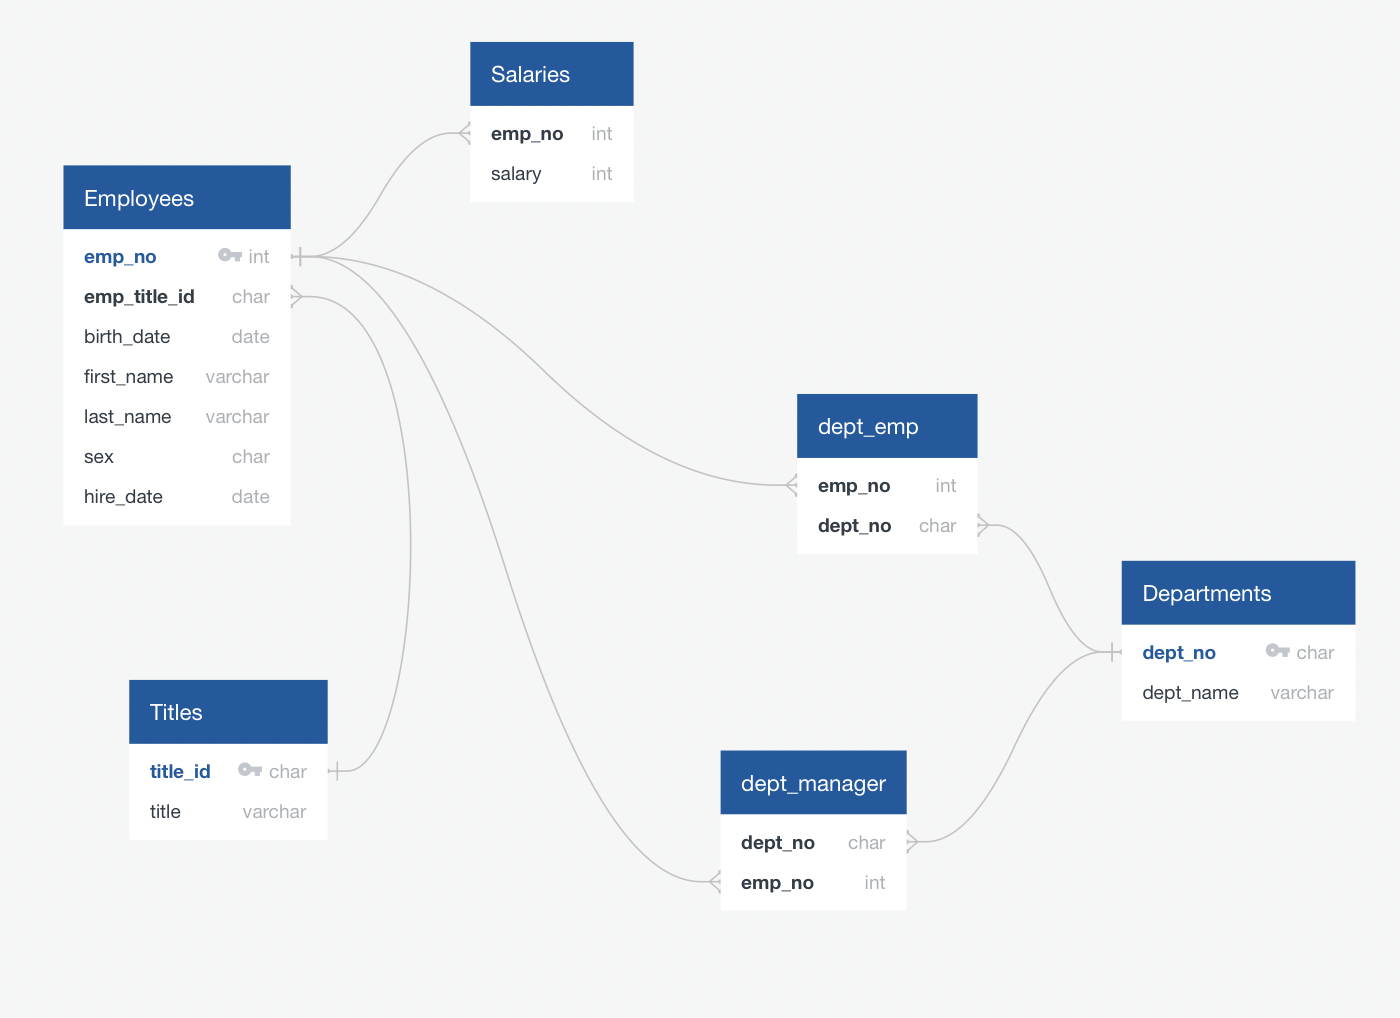 Salaries
emp_no int
salary int
Employees
emp_no int
emp_title_id char
birth_date date
first_name varchar
last_name varchar
sex char
hire_date date
dept_emp
emp_no int
dept_no char
Departments
dept_no char
dept_name varchar
Titles
title_id char
title varchar
dept_manager
dept_no char
emp_no int